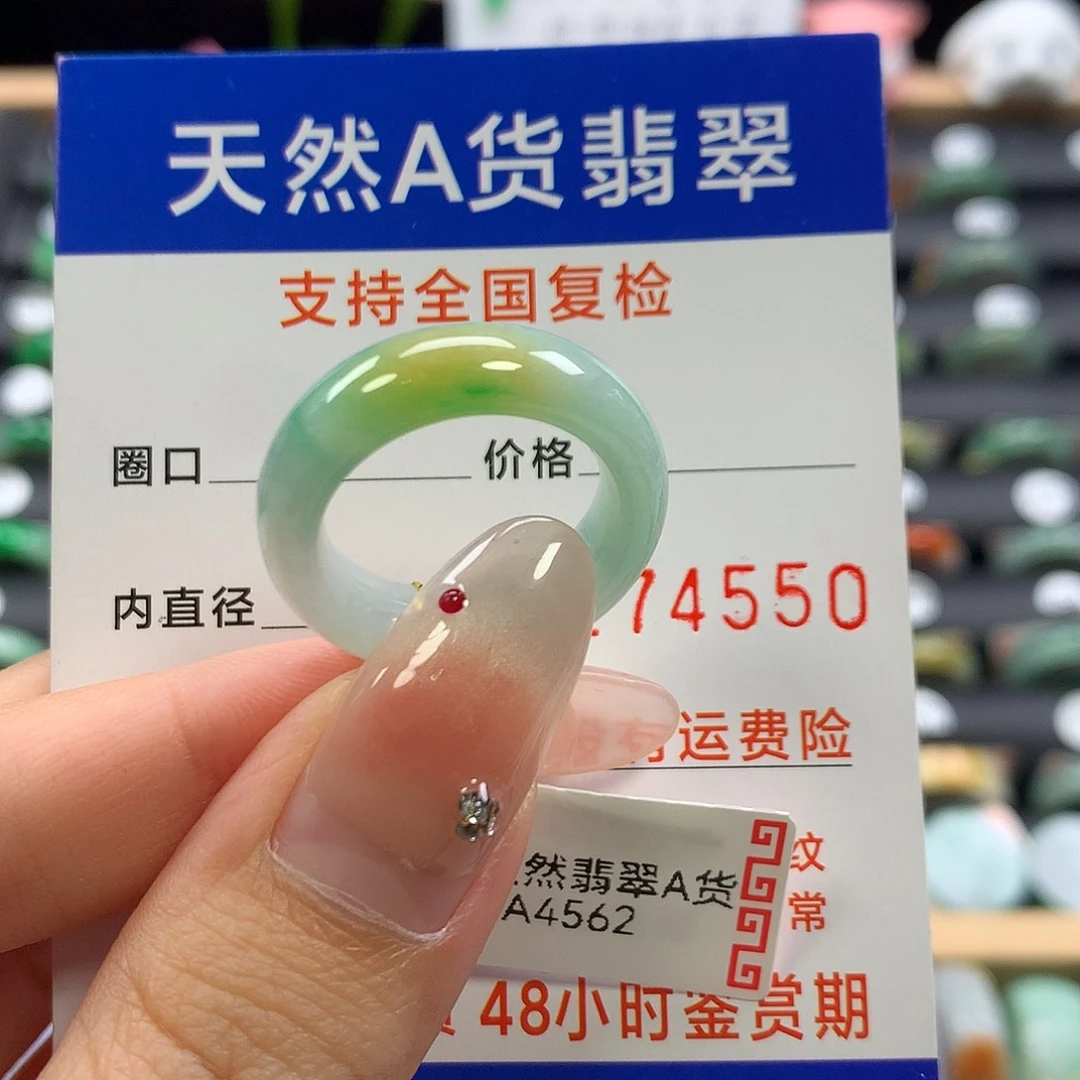 天然A货翡翠
支持全国复检
圈口 价格
内直径
74550
运费险
纹
然翡翠A货
常
A4562
48小时鉴赏期